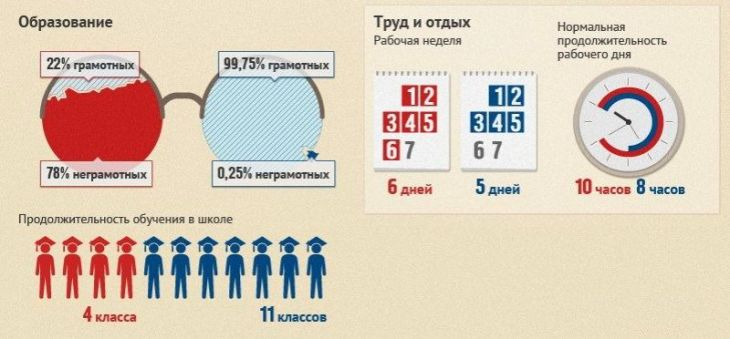 Образование
22% грамотных
99,75% грамотных
78% неграмотных
0,25% неграмотных
Продолжительность обучения в школе
4 класса
11 классов
Труд и отдых
Рабочая неделя
1 2
3 4 5
6 7
6 дней
1 2
3 4 5
6 7
5 дней
Нормальная
продолжительность
рабочего дня
10 часов 8 часов